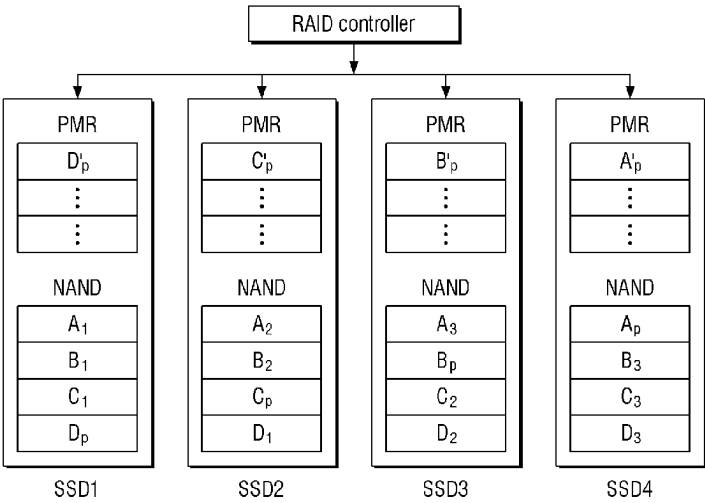 RAID controller
PMR PMR PMR PMR
D'p C'p B'p A'p
⋮ ⋮ ⋮ ⋮
⋮ ⋮ ⋮ ⋮
NAND NAND NAND NAND
A1 A2 A3 Ap
B1 B2 Bp B3
C1 Cp C2 C3
Dp D1 D2 D3
SSD1 SSD2 SSD3 SSD4